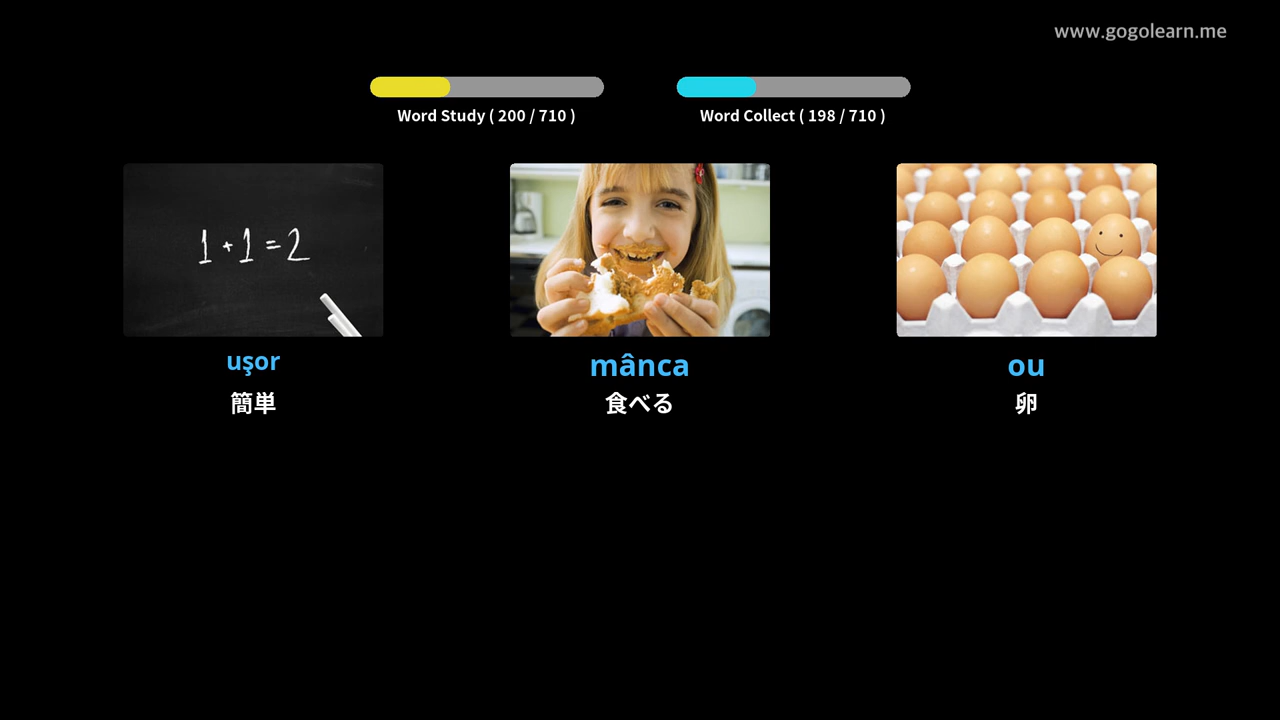 www.gogolearn.me
Word Study ( 200 / 710 )
Word Collect ( 198 / 710 )
1 + 1 = 2
uşor
mânca
ou
簡単
食べる
卵